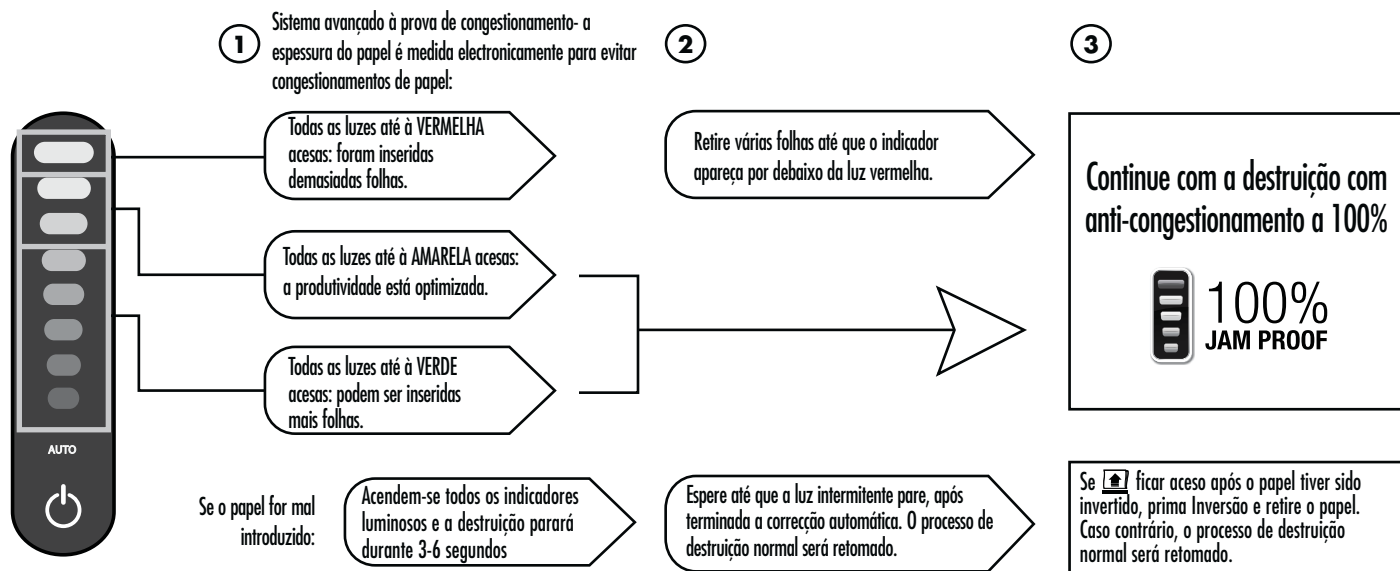 1
Sistema avançado à prova de congestionamento- a
espessura do papel é medida electronicamente para evitar
congestionamentos de papel:
Todas as luzes até à VERMELHA
acesas: foram inseridas
demasiadas folhas.
Todas as luzes até à AMARELA acesas:
a produtividade está optimizada.
Todas as luzes até à VERDE
acesas: podem ser inseridas
mais folhas.
2
Retire várias folhas até que o indicador
apareça por debaixo da luz vermelha.
3
Continue com a destruição com
anti-congestionamento a 100%
100%
JAM PROOF
AUTO
Se o papel for mal
introduzido:
Acendem-se todos os indicadores
luminosos e a destruição parará
durante 3-6 segundos
Espere até que a luz intermitente pare, após
terminada a correcção automática. O processo de
destruição normal será retomado.
Se ficar aceso após o papel tiver sido
invertido, prima Inversão e retire o papel.
Caso contrário, o processo de destruição
normal será retomado.